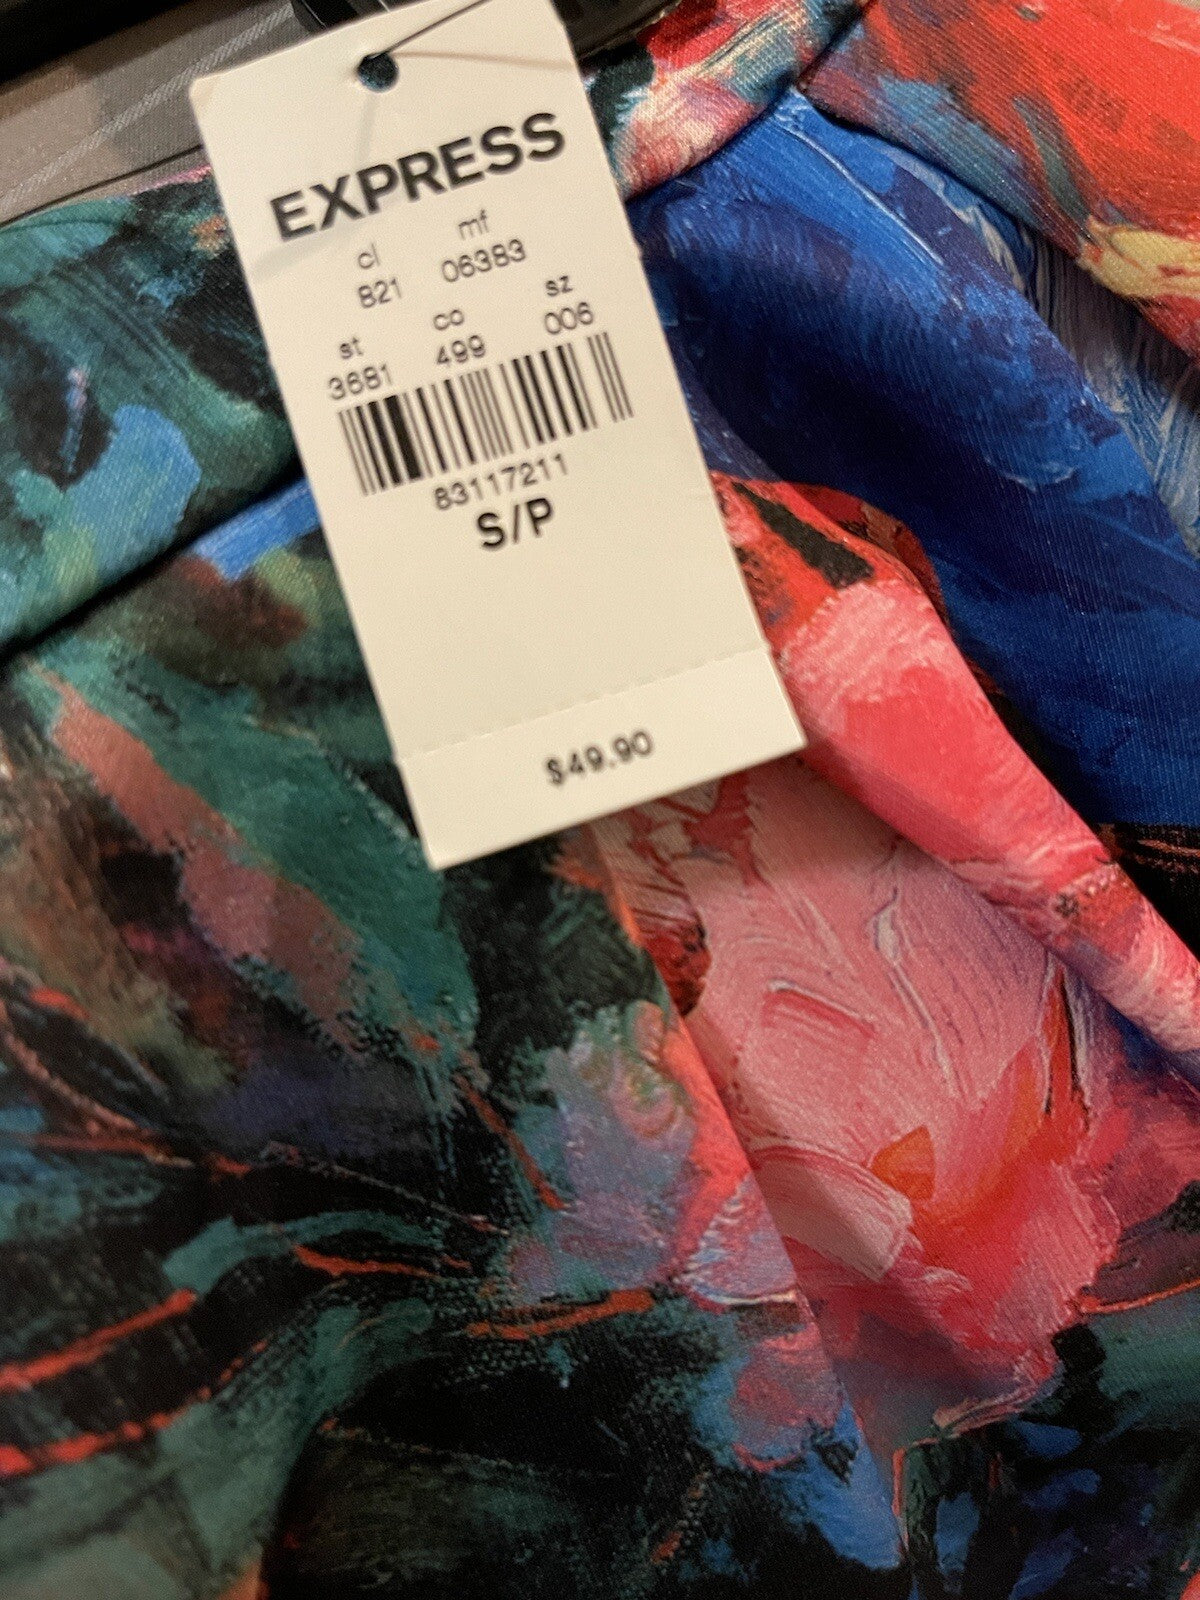 EXPRESS
cl mf
821 06383
st co sz
3681 499 006
83117211
S/P
$49.90